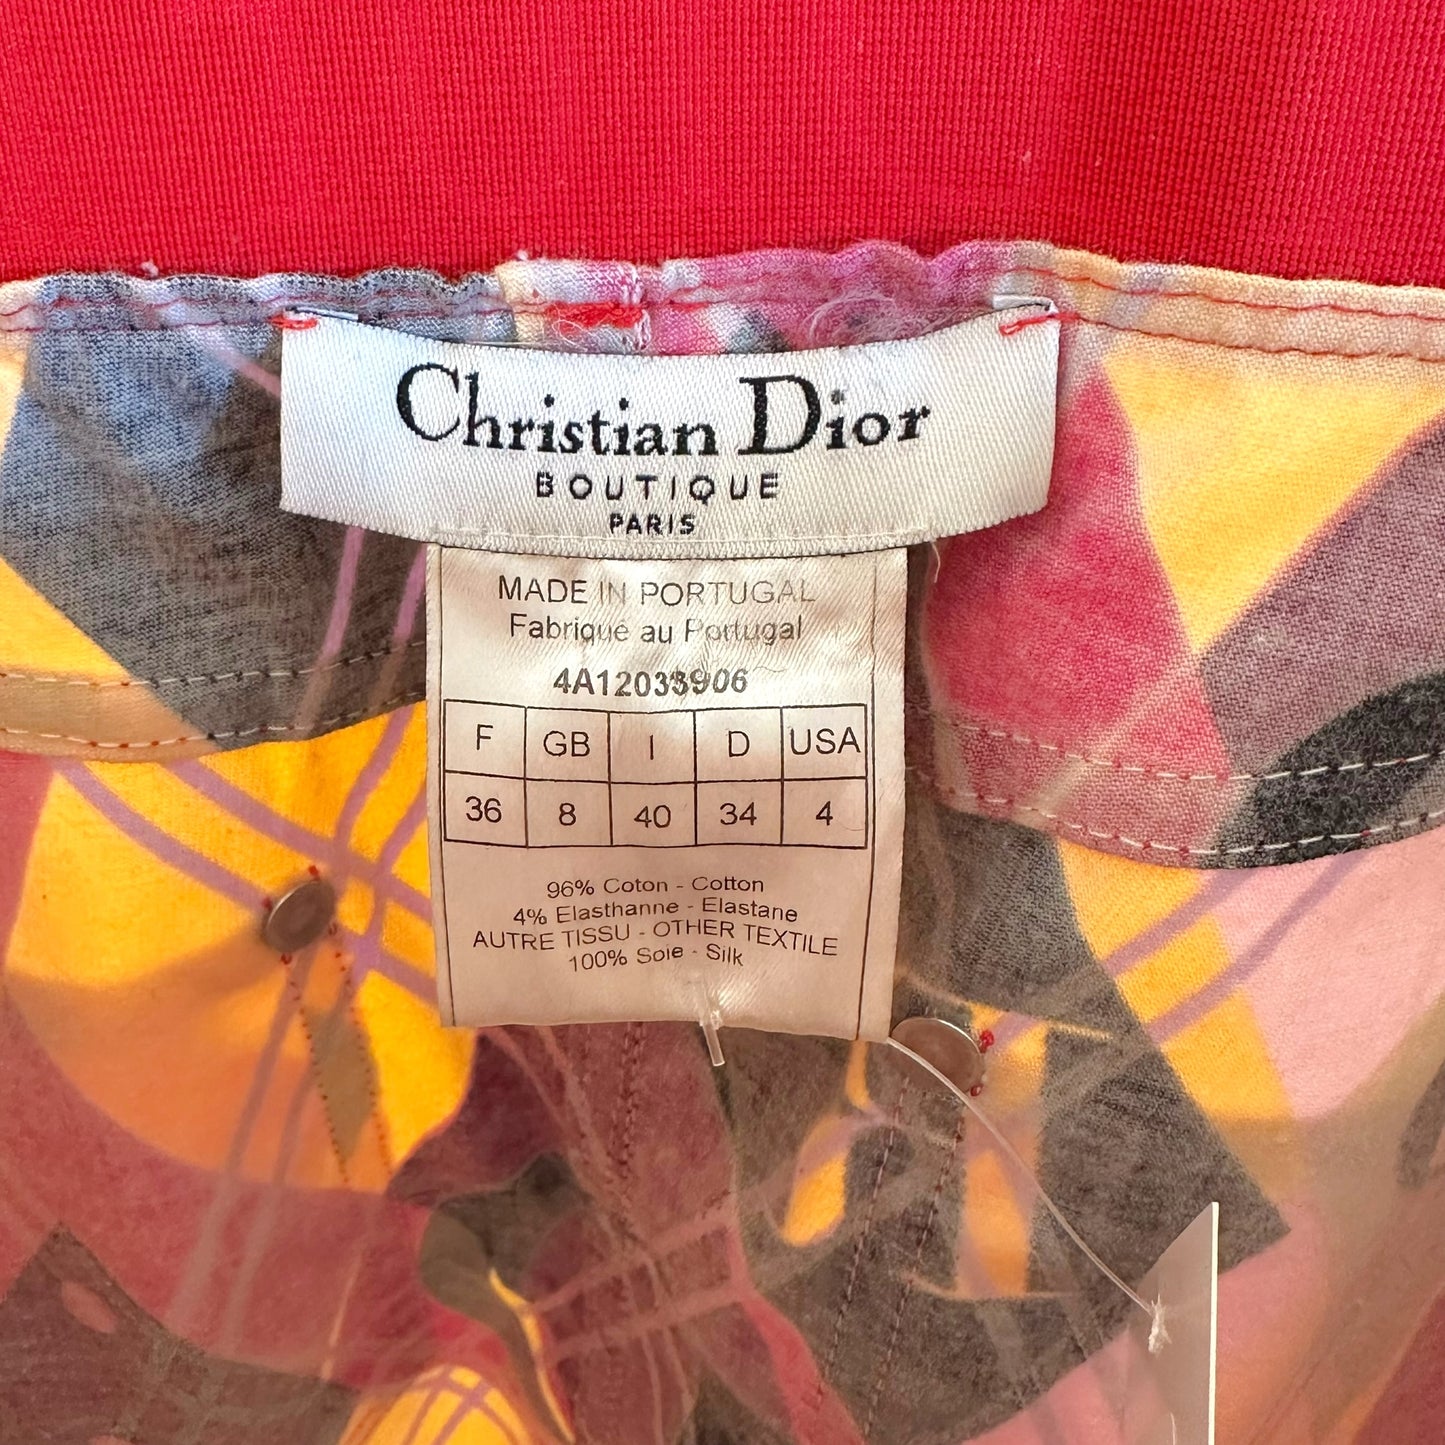 Christian Dior
BOUTIQUE
PARIS
MADE IN PORTUGAL
Fabriqué au Portugal
4A12033906
F GB I D USA
36 8 40 34 4
96% Coton - Cotton
4% Elasthanne - Elastane
AUTRE TISSU - OTHER TEXTILE
100% Soie - Silk